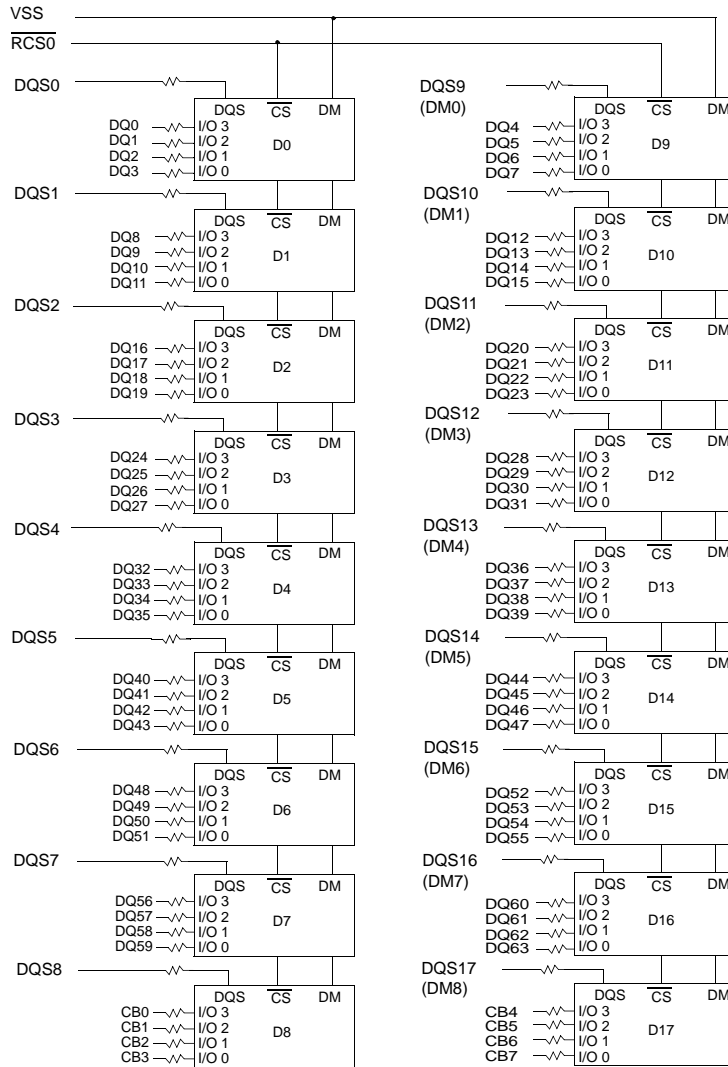 VSS
RCS0
DQS0
DQS CS DM
DQ0 I/O 3
DQ1 I/O 2
DQ2 I/O 1
DQ3 I/O 0
D0
DQS1
DQS CS DM
DQ8 I/O 3
DQ9 I/O 2
DQ10 I/O 1
DQ11 I/O 0
D1
DQS2
DQS CS DM
DQ16 I/O 3
DQ17 I/O 2
DQ18 I/O 1
DQ19 I/O 0
D2
DQS3
DQS CS DM
DQ24 I/O 3
DQ25 I/O 2
DQ26 I/O 1
DQ27 I/O 0
D3
DQS4
DQS CS DM
DQ32 I/O 3
DQ33 I/O 2
DQ34 I/O 1
DQ35 I/O 0
D4
DQS5
DQS CS DM
DQ40 I/O 3
DQ41 I/O 2
DQ42 I/O 1
DQ43 I/O 0
D5
DQS6
DQS CS DM
DQ48 I/O 3
DQ49 I/O 2
DQ50 I/O 1
DQ51 I/O 0
D6
DQS7
DQS CS DM
DQ56 I/O 3
DQ57 I/O 2
DQ58 I/O 1
DQ59 I/O 0
D7
DQS8
DQS CS DM
CB0 I/O 3
CB1 I/O 2
CB2 I/O 1
CB3 I/O 0
D8
DQS9
(DM0)
DQS CS DM
DQ4 I/O 3
DQ5 I/O 2
DQ6 I/O 1
DQ7 I/O 0
D9
DQS10
(DM1)
DQS CS DM
DQ12 I/O 3
DQ13 I/O 2
DQ14 I/O 1
DQ15 I/O 0
D10
DQS11
(DM2)
DQS CS DM
DQ20 I/O 3
DQ21 I/O 2
DQ22 I/O 1
DQ23 I/O 0
D11
DQS12
(DM3)
DQS CS DM
DQ28 I/O 3
DQ29 I/O 2
DQ30 I/O 1
DQ31 I/O 0
D12
DQS13
(DM4)
DQS CS DM
DQ36 I/O 3
DQ37 I/O 2
DQ38 I/O 1
DQ39 I/O 0
D13
DQS14
(DM5)
DQS CS DM
DQ44 I/O 3
DQ45 I/O 2
DQ46 I/O 1
DQ47 I/O 0
D14
DQS15
(DM6)
DQS CS DM
DQ52 I/O 3
DQ53 I/O 2
DQ54 I/O 1
DQ55 I/O 0
D15
DQS16
(DM7)
DQS CS DM
DQ60 I/O 3
DQ61 I/O 2
DQ62 I/O 1
DQ63 I/O 0
D16
DQS17
(DM8)
DQS CS DM
CB4 I/O 3
CB5 I/O 2
CB6 I/O 1
CB7 I/O 0
D17